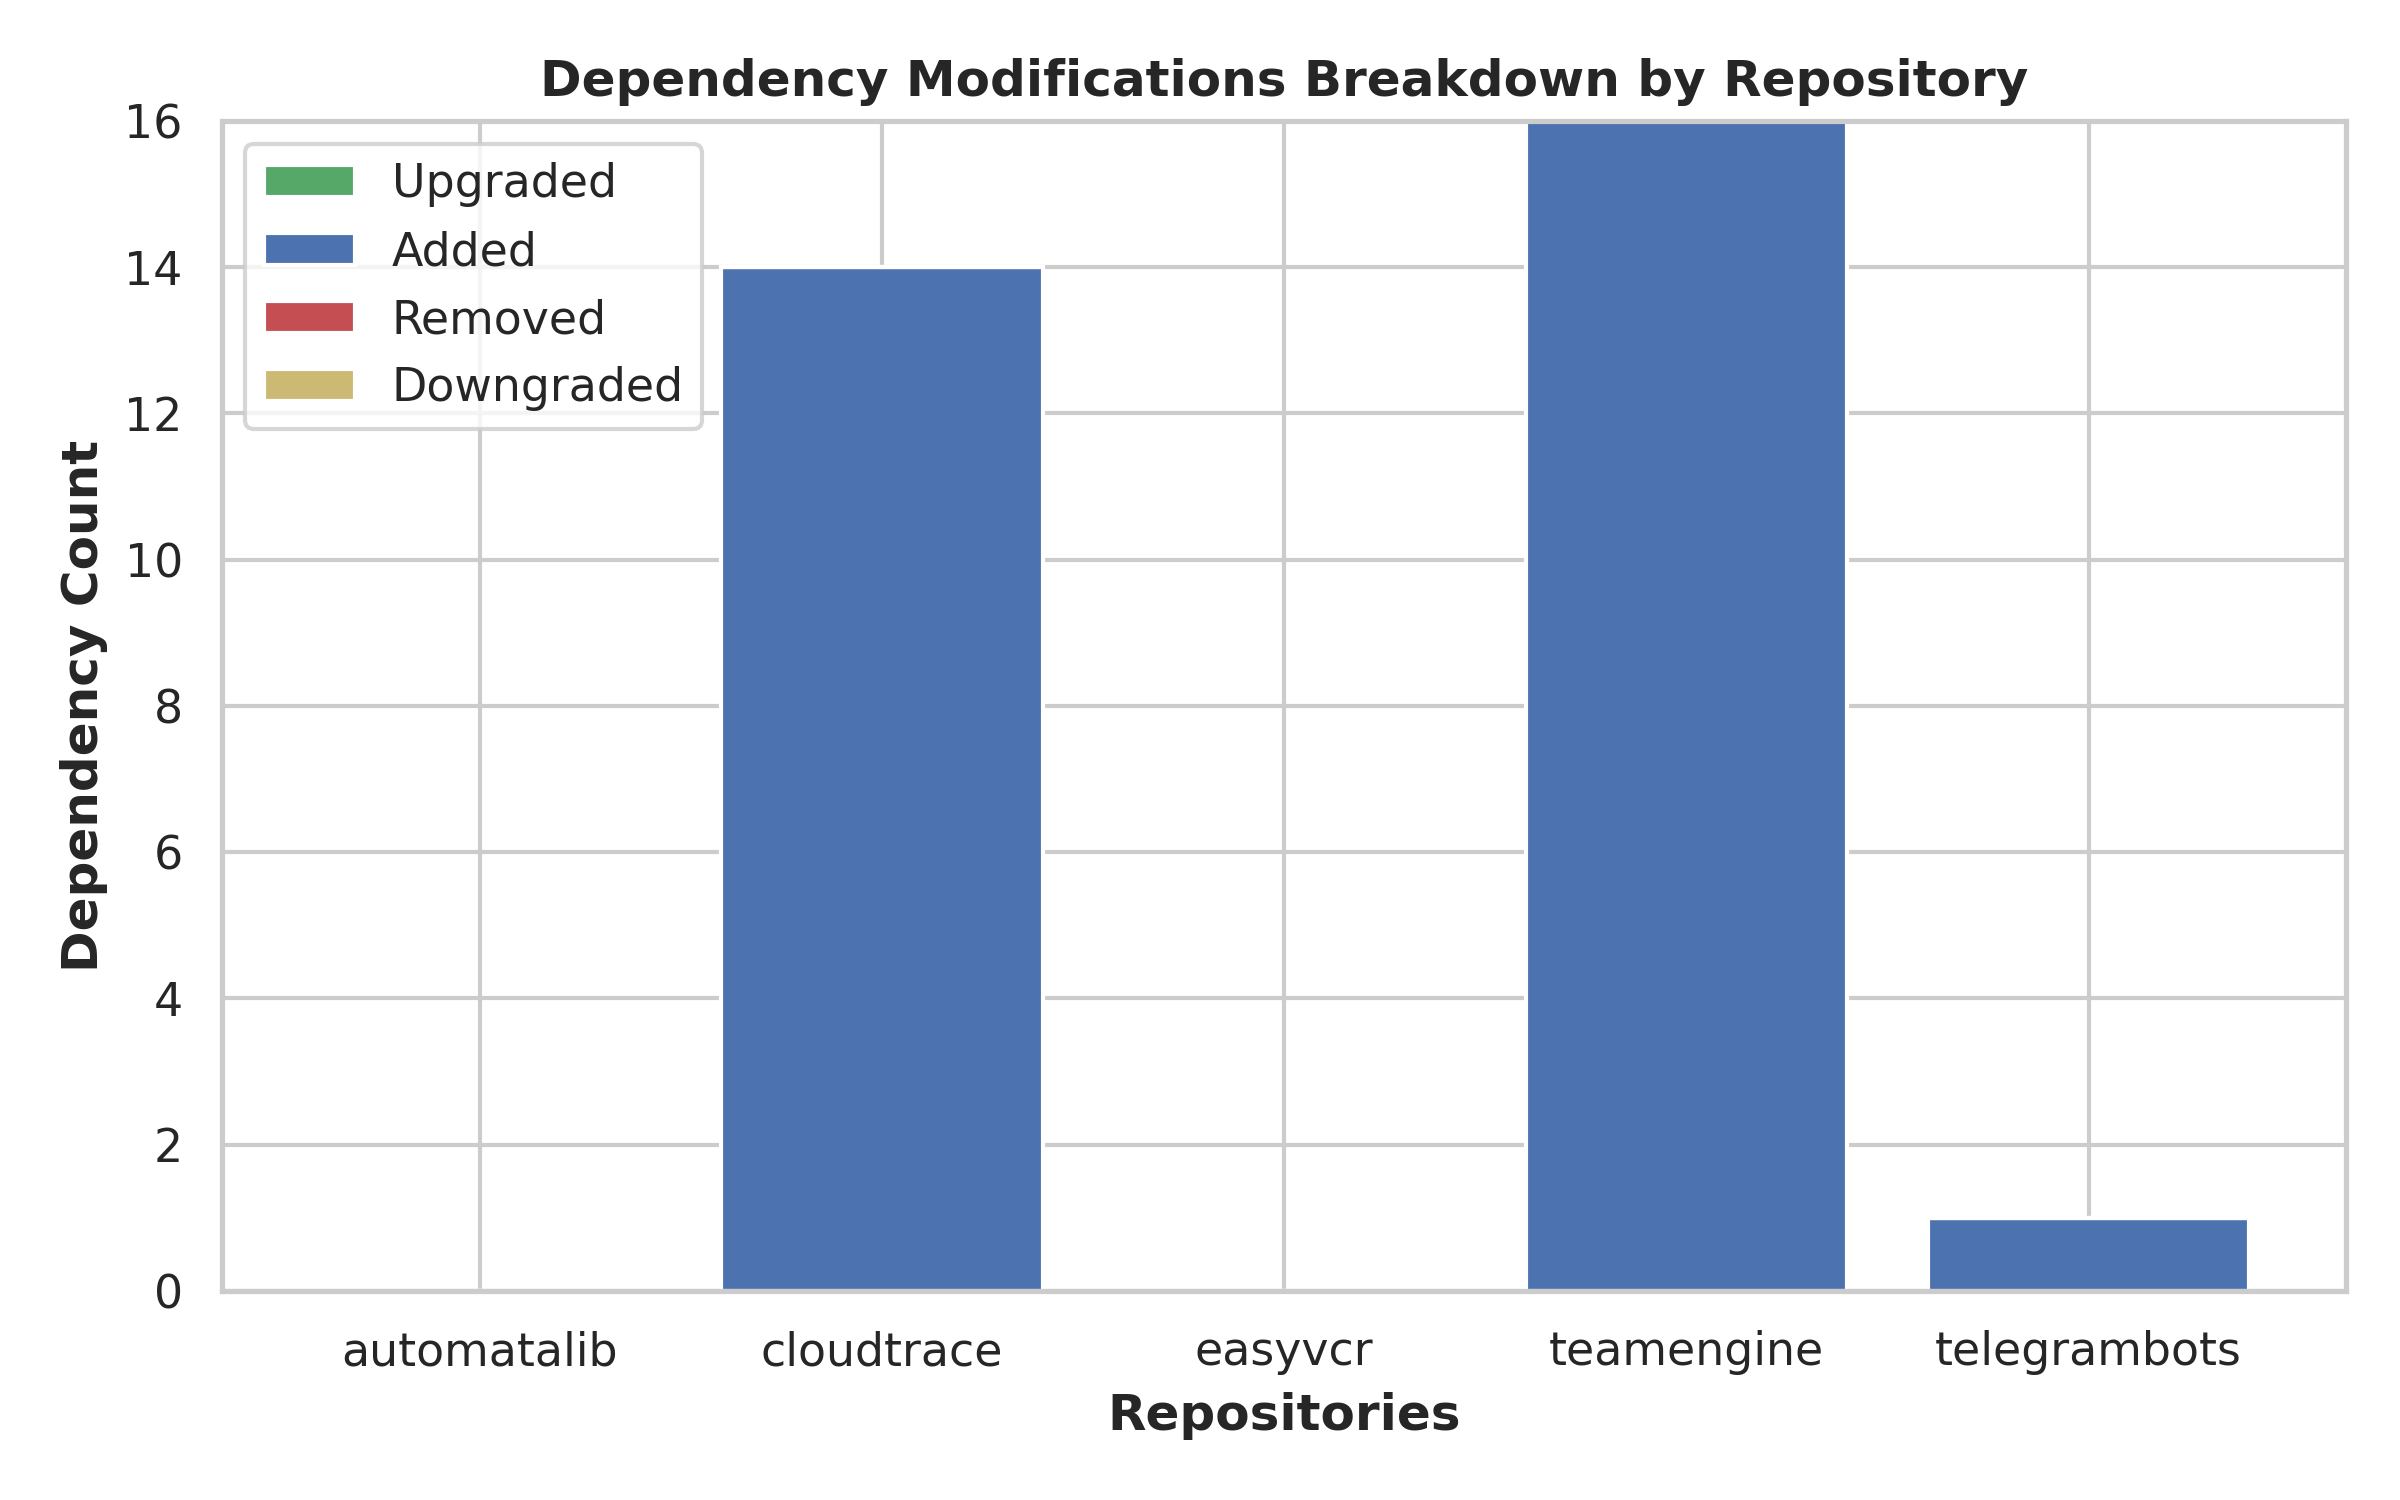 Dependency Modifications Breakdown by Repository
16
14
12
10
8
6
4
2
0
Dependency Count
Upgraded
Added
Removed
Downgraded
automatalib
cloudtrace
easyvcr
teamengine
telegrambots
Repositories